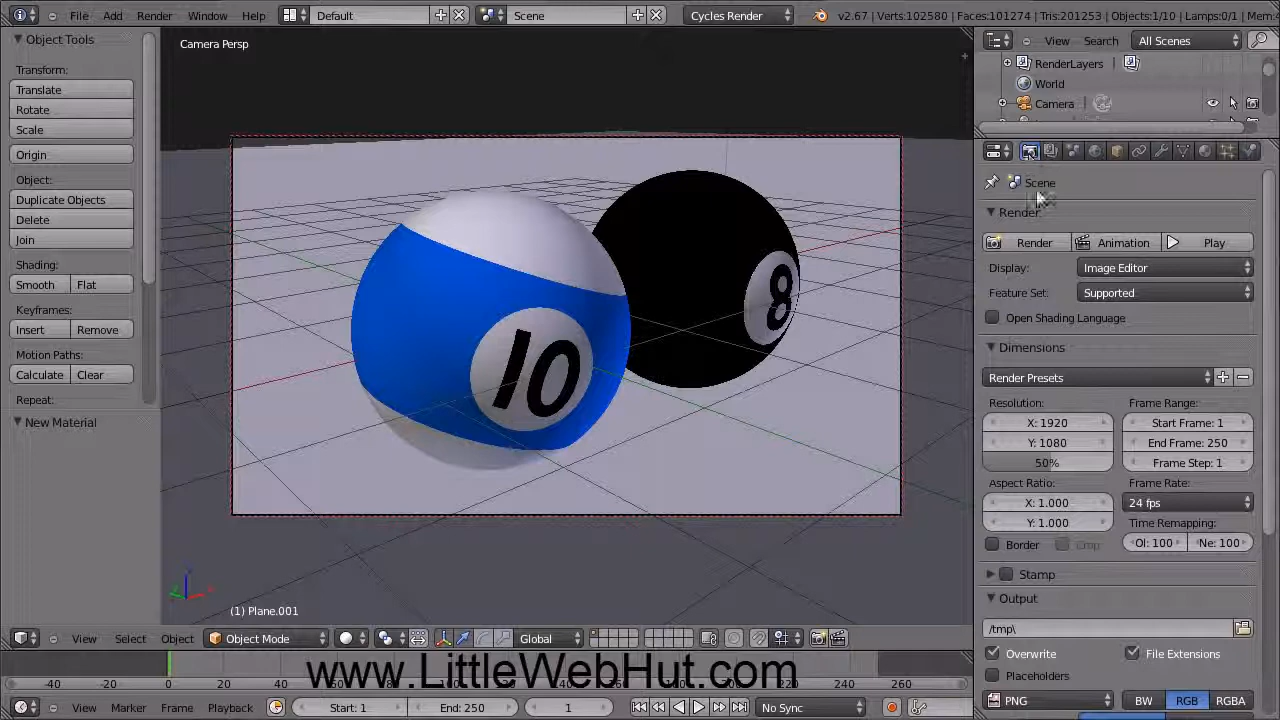 File Add Render Window Help Default Scene Cycles Render v2.67 | Verts:102580 | Faces:101274 | Tris:201253 | Objects:1/10 | Lamps:0/1 | Mem:
Object Tools
Transform:
Translate
Rotate
Scale
Origin
Object:
Duplicate Objects
Delete
Join
Shading:
Smooth Flat
Keyframes:
Insert Remove
Motion Paths:
Calculate Clear
Repeat:
New Material
Camera Persp
10
8
(1) Plane.001
View Select Object Object Mode Global
View Search All Scenes
RenderLayers
World
Camera
Scene
Render
Render Animation Play
Display: Image Editor
Feature Set: Supported
Open Shading Language
Dimensions
Render Presets
Resolution: Frame Range:
X: 1920 Start Frame: 1
Y: 1080 End Frame: 250
50% Frame Step: 1
Aspect Ratio: Frame Rate:
X: 1.000 24 fps
Y: 1.000 Time Remapping:
Border Crop Ol: 100 Ne: 100
Stamp
Output
/tmp\
Overwrite File Extensions
Placeholders
PNG BW RGB RGBA
www.LittleWebHut.com
-40 -20 0 20 40 220 240 260
View Marker Frame Playback Start: 1 End: 250 1 No Sync